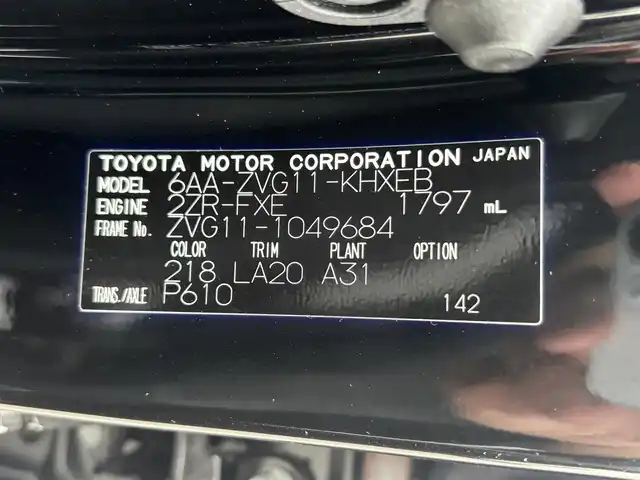 TOYOTA MOTOR CORPORATION JAPAN
MODEL 6AA-ZVG11-KHXEB
ENGINE 2ZR-FXE 1797 mL
FRAME No. ZVG11-1049684
COLOR TRIM PLANT OPTION
218 LA20 A31
TRANS./AXLE P610 142